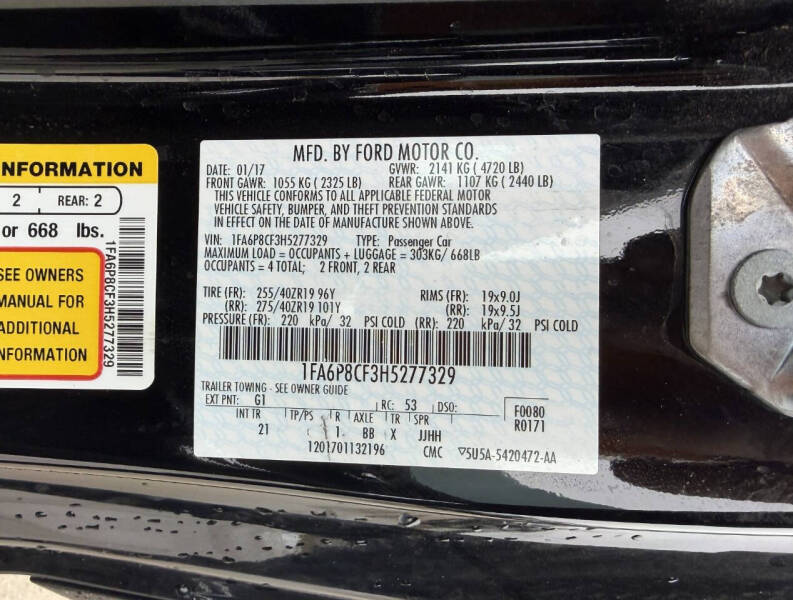 NFORMATION
2 REAR: 2
or 668 lbs.
SEE OWNERS
MANUAL FOR
ADDITIONAL
NFORMATION
1FA6P8CF3H5277329
MFD. BY FORD MOTOR CO.
DATE: 01/17 GVWR: 2141 KG ( 4720 LB)
FRONT GAWR: 1055 KG ( 2325 LB) REAR GAWR: 1107 KG ( 2440 LB)
THIS VEHICLE CONFORMS TO ALL APPLICABLE FEDERAL MOTOR
VEHICLE SAFETY, BUMPER, AND THEFT PREVENTION STANDARDS
IN EFFECT ON THE DATE OF MANUFACTURE SHOWN ABOVE.
VIN: 1FA6P8CF3H5277329 TYPE: Passenger Car
MAXIMUM LOAD = OCCUPANTS + LUGGAGE = 303KG/ 668LB
OCCUPANTS = 4 TOTAL; 2 FRONT, 2 REAR
TIRE (FR): 255/40ZR19 96Y RIMS (FR): 19x9.0J
(RR): 275/40ZR19 101Y (RR): 19x9.5J
PRESSURE (FR): 220 kPa/ 32 PSI COLD (RR): 220 kPa/ 32 PSI COLD
1FA6P8CF3H5277329
TRAILER TOWING - SEE OWNER GUIDE
EXT PNT: G1 RC: 53 DSO: F0080
INT TR TP/PS R AXLE TR SPR R0171
21 ( 1. BB X JJHH
1201701132196 CMC ▽5U5A-5420472-AA